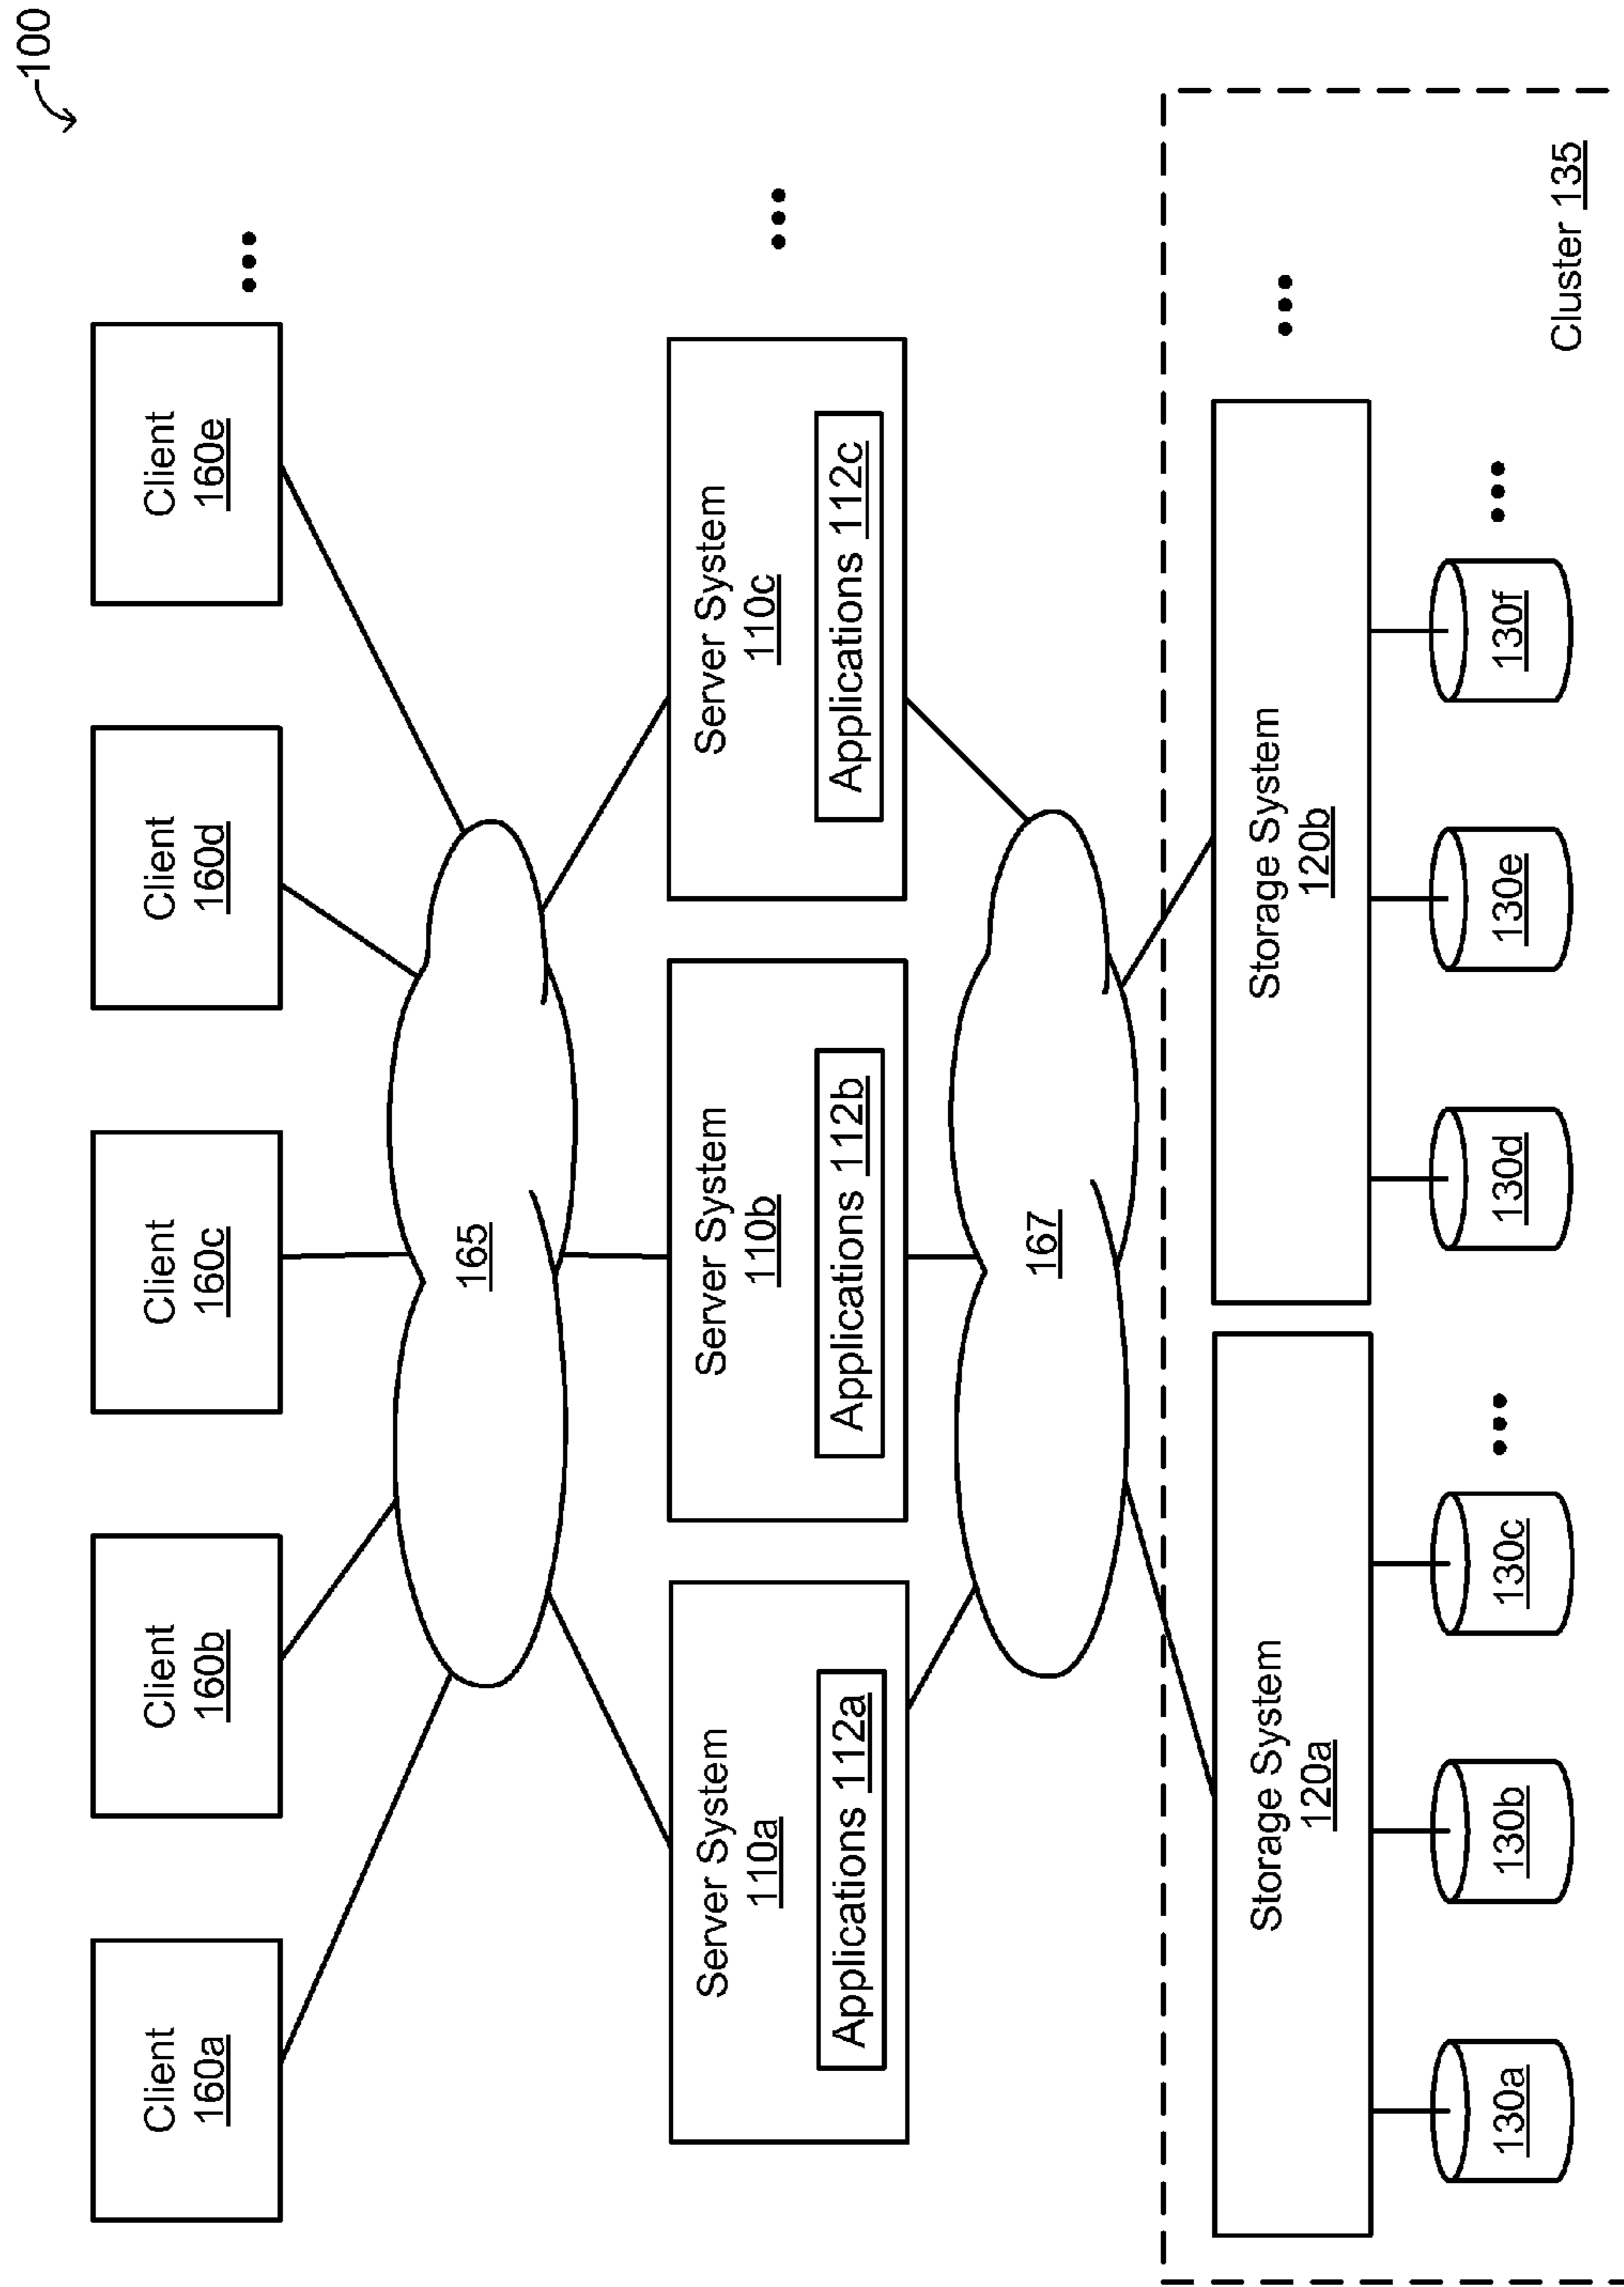 100
Client
160a
Client
160b
Client
160c
Client
160d
Client
160e
...
165
Server System
110a
Applications 112a
Server System
110b
Applications 112b
Server System
110c
Applications 112c
...
167
Storage System
120a
Storage System
120b
...
130a
130b
130c
...
130d
130e
130f
...
Cluster 135